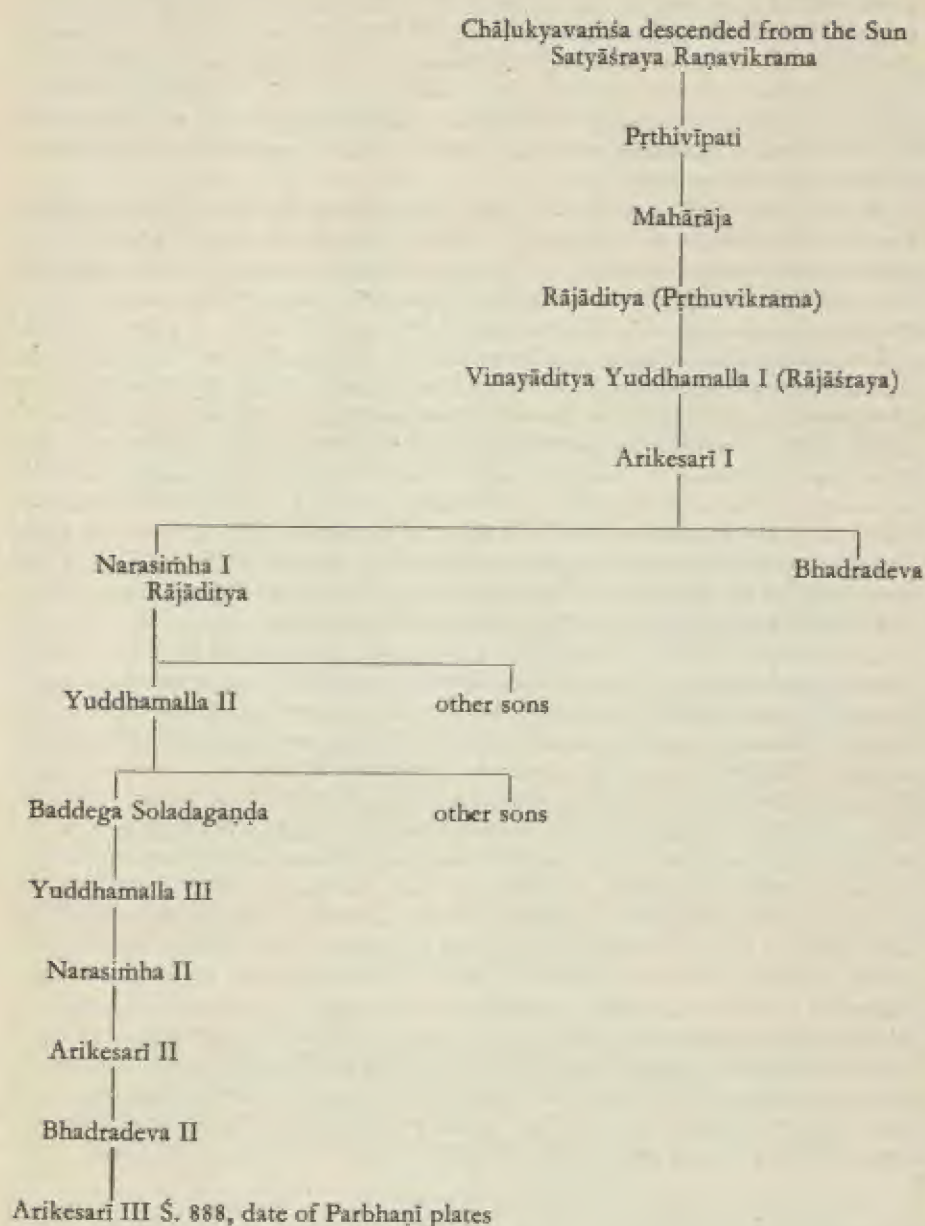 Chāḷukyavaṁśa descended from the Sun
Satyāśraya Raṇavikrama
Pṛthivīpati
Mahārāja
Rājāditya (Pṛthuvikrama)
Vinayāditya Yuddhamalla I (Rājāśraya)
Arikesarī I
Narasiṁha I
Rājāditya
Bhadradeva
Yuddhamalla II
other sons
Baddega Soladagaṇḍa
other sons
Yuddhamalla III
Narasiṁha II
Arikesarī II
Bhadradeva II
Arikesarī III Ś. 888, date of Parbhaṇī plates